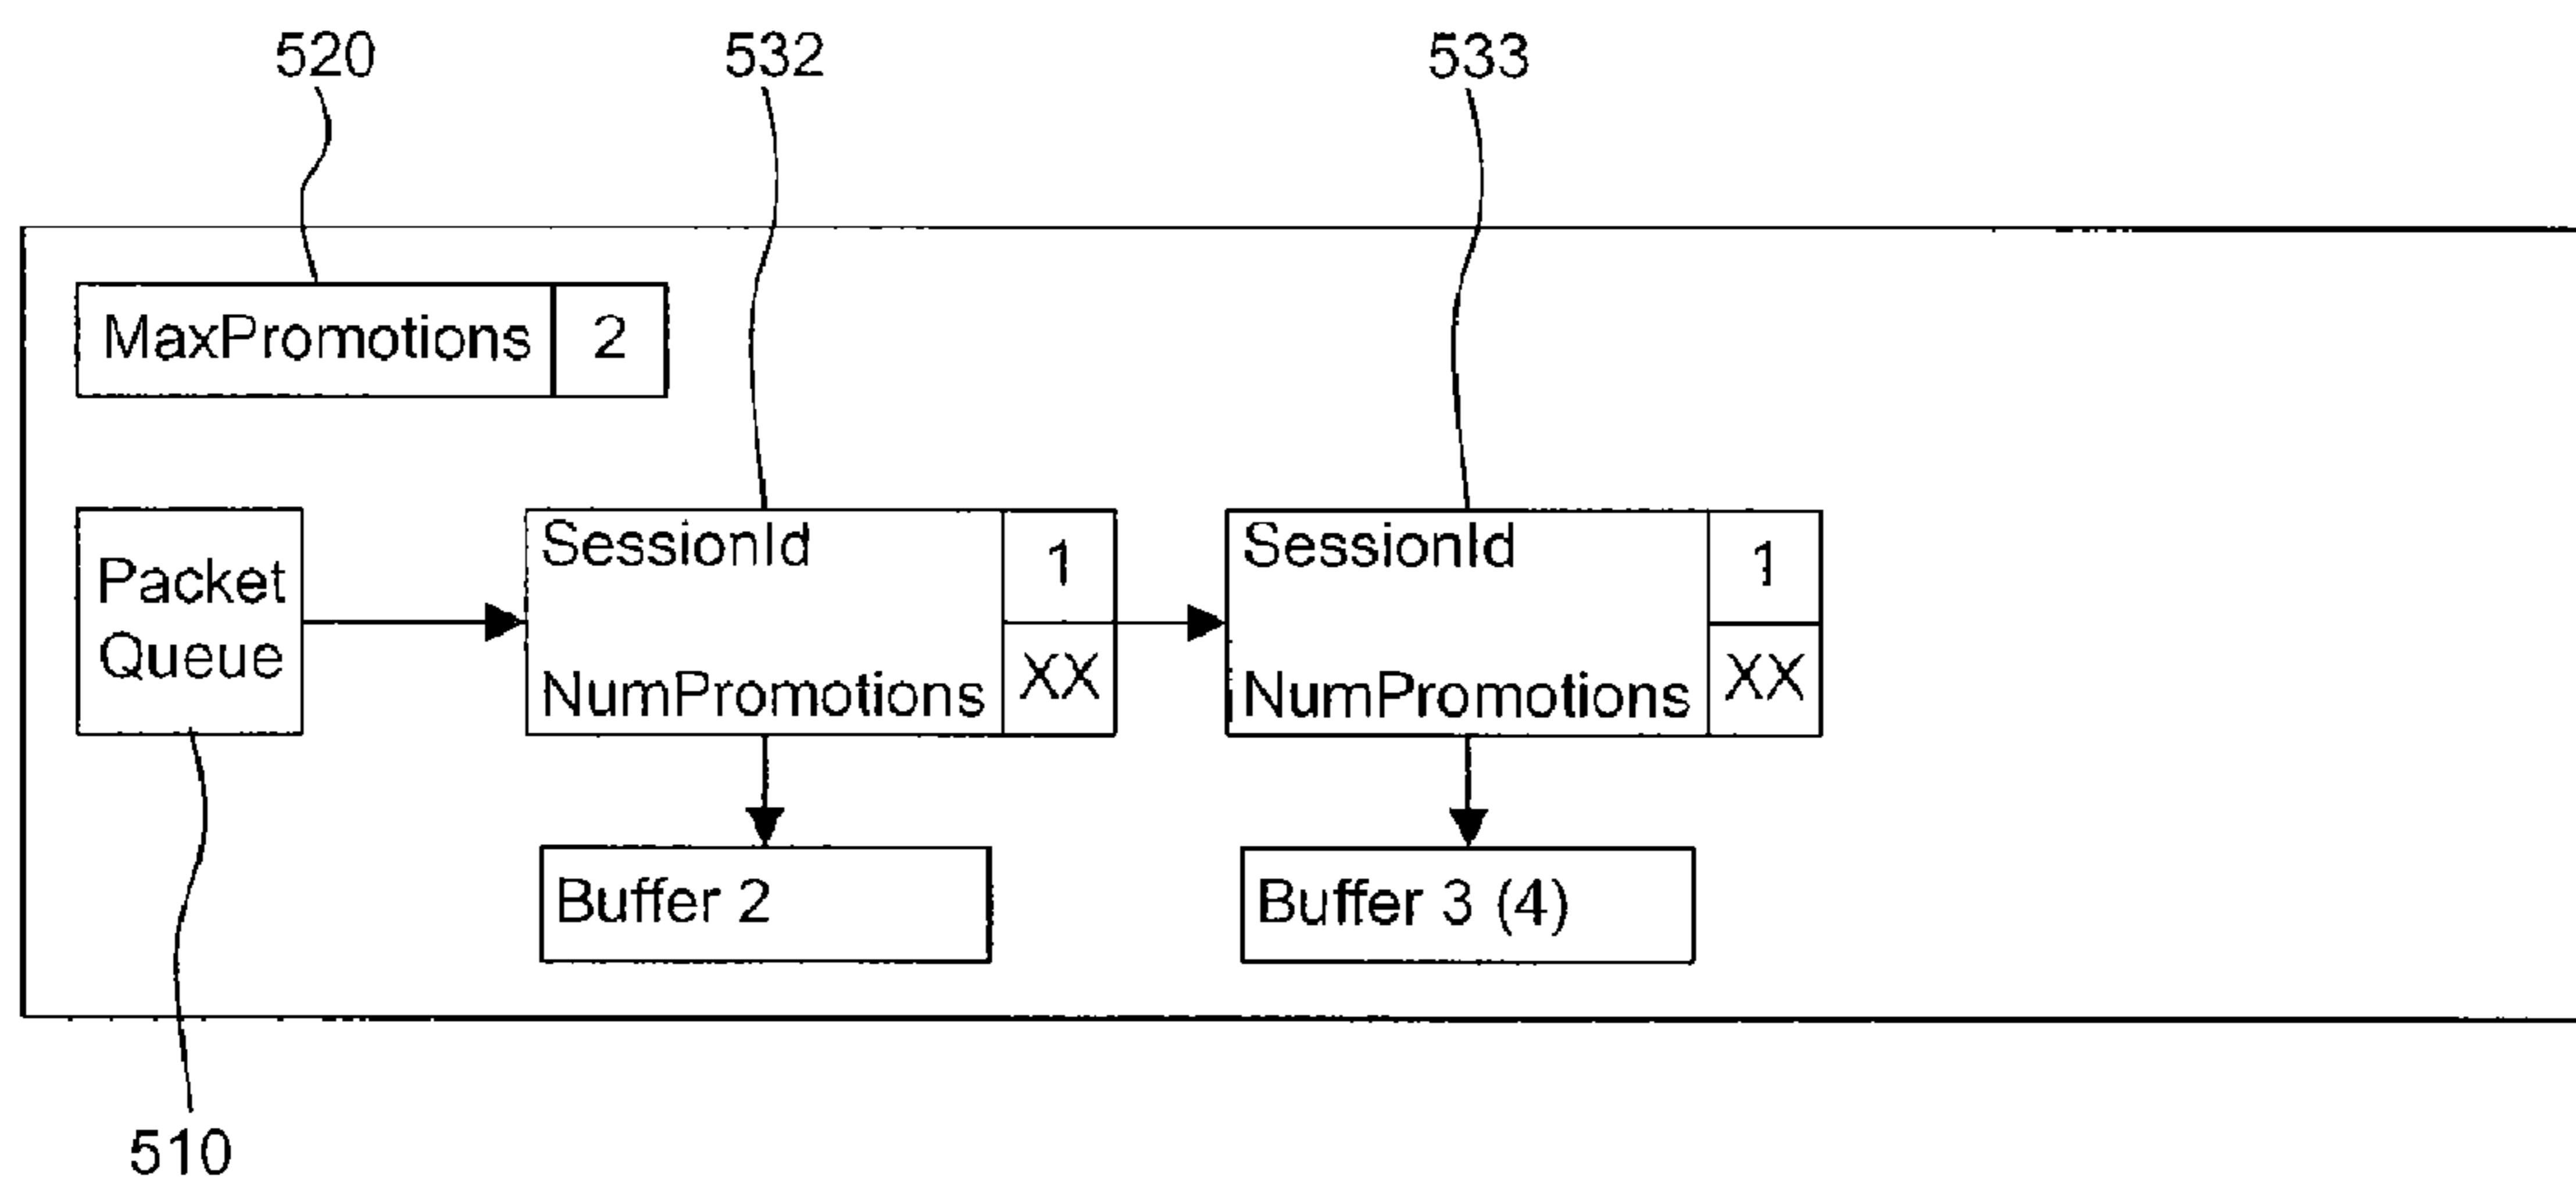 520
532
533
MaxPromotions 2
Packet
Queue
SessionId 1
NumPromotions XX
SessionId 1
NumPromotions XX
Buffer 2
Buffer 3 (4)
510